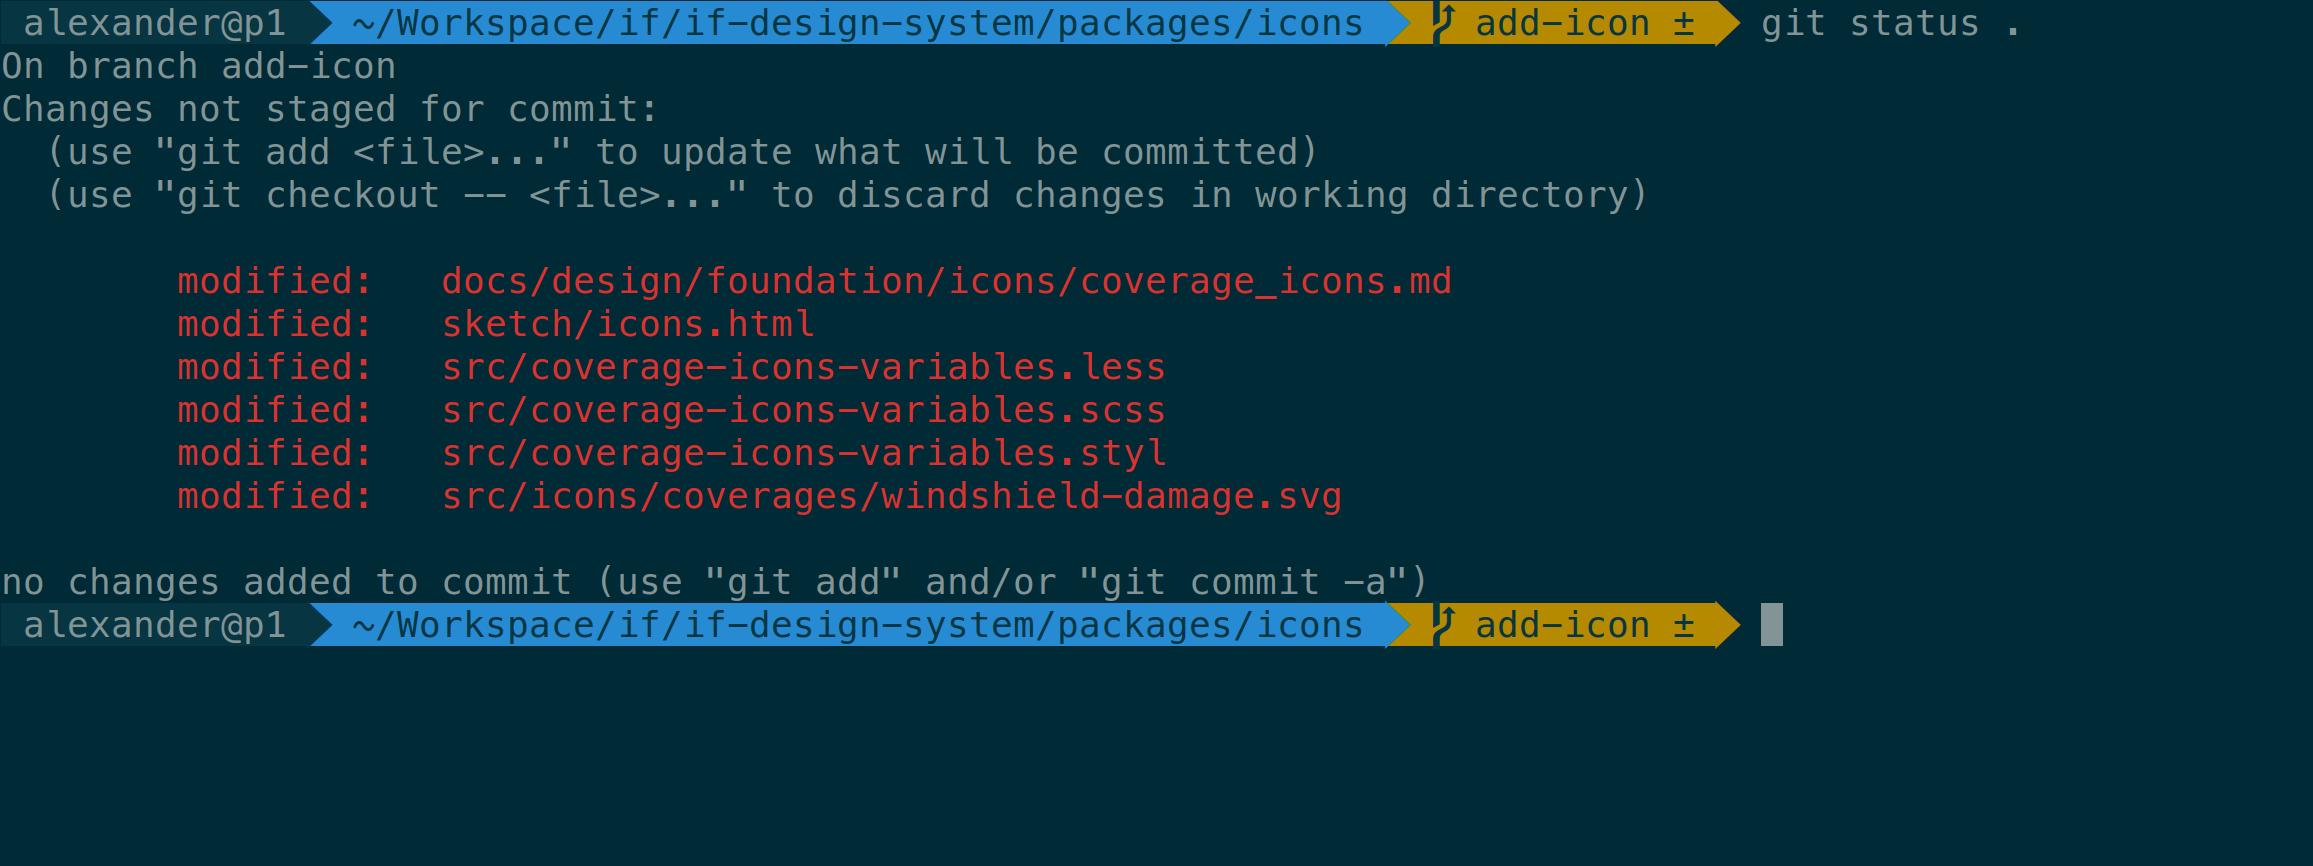 alexander@p1 ~/Workspace/if/if-design-system/packages/icons add-icon ± git status .
On branch add-icon
Changes not staged for commit:
  (use "git add <file>..." to update what will be committed)
  (use "git checkout -- <file>..." to discard changes in working directory)

        modified:   docs/design/foundation/icons/coverage_icons.md
        modified:   sketch/icons.html
        modified:   src/coverage-icons-variables.less
        modified:   src/coverage-icons-variables.scss
        modified:   src/coverage-icons-variables.styl
        modified:   src/icons/coverages/windshield-damage.svg

no changes added to commit (use "git add" and/or "git commit -a")
alexander@p1 ~/Workspace/if/if-design-system/packages/icons add-icon ±